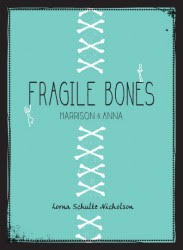 FRAGILE BONES
HARRISON & ANNA
Lorna Schultz Nicholson